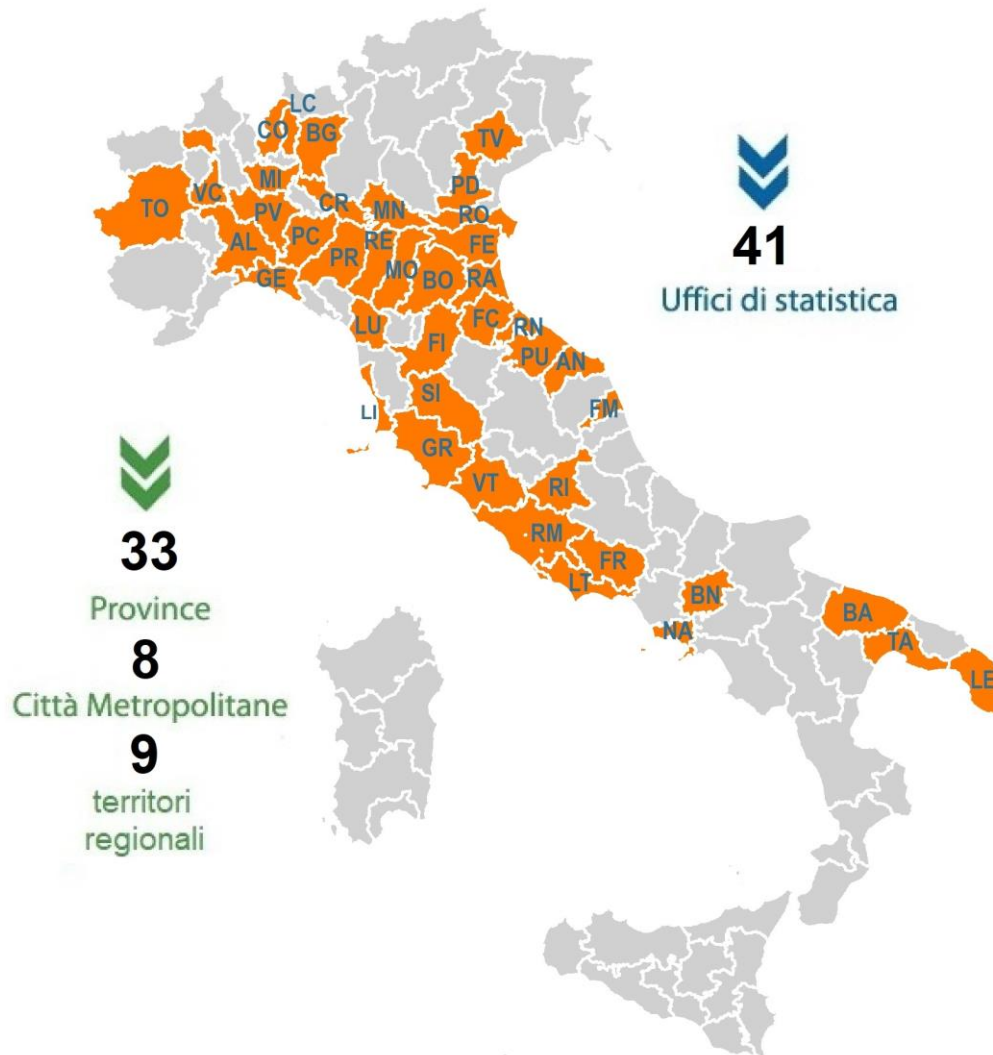 LC
CO
BG
TV
MI
VC
PD
TO
CR
MN
PV
RO
PC
RE
AL
PR
FE
MO
BO
RA
GE
LU
FC
RN
FI
PU
AN
SI
LI
FM
GR
VT
RI
RM
FR
LT
BN
NA
BA
TA
LE
41
Uffici di statistica
33
Province
8
Città Metropolitane
9
territori
regionali